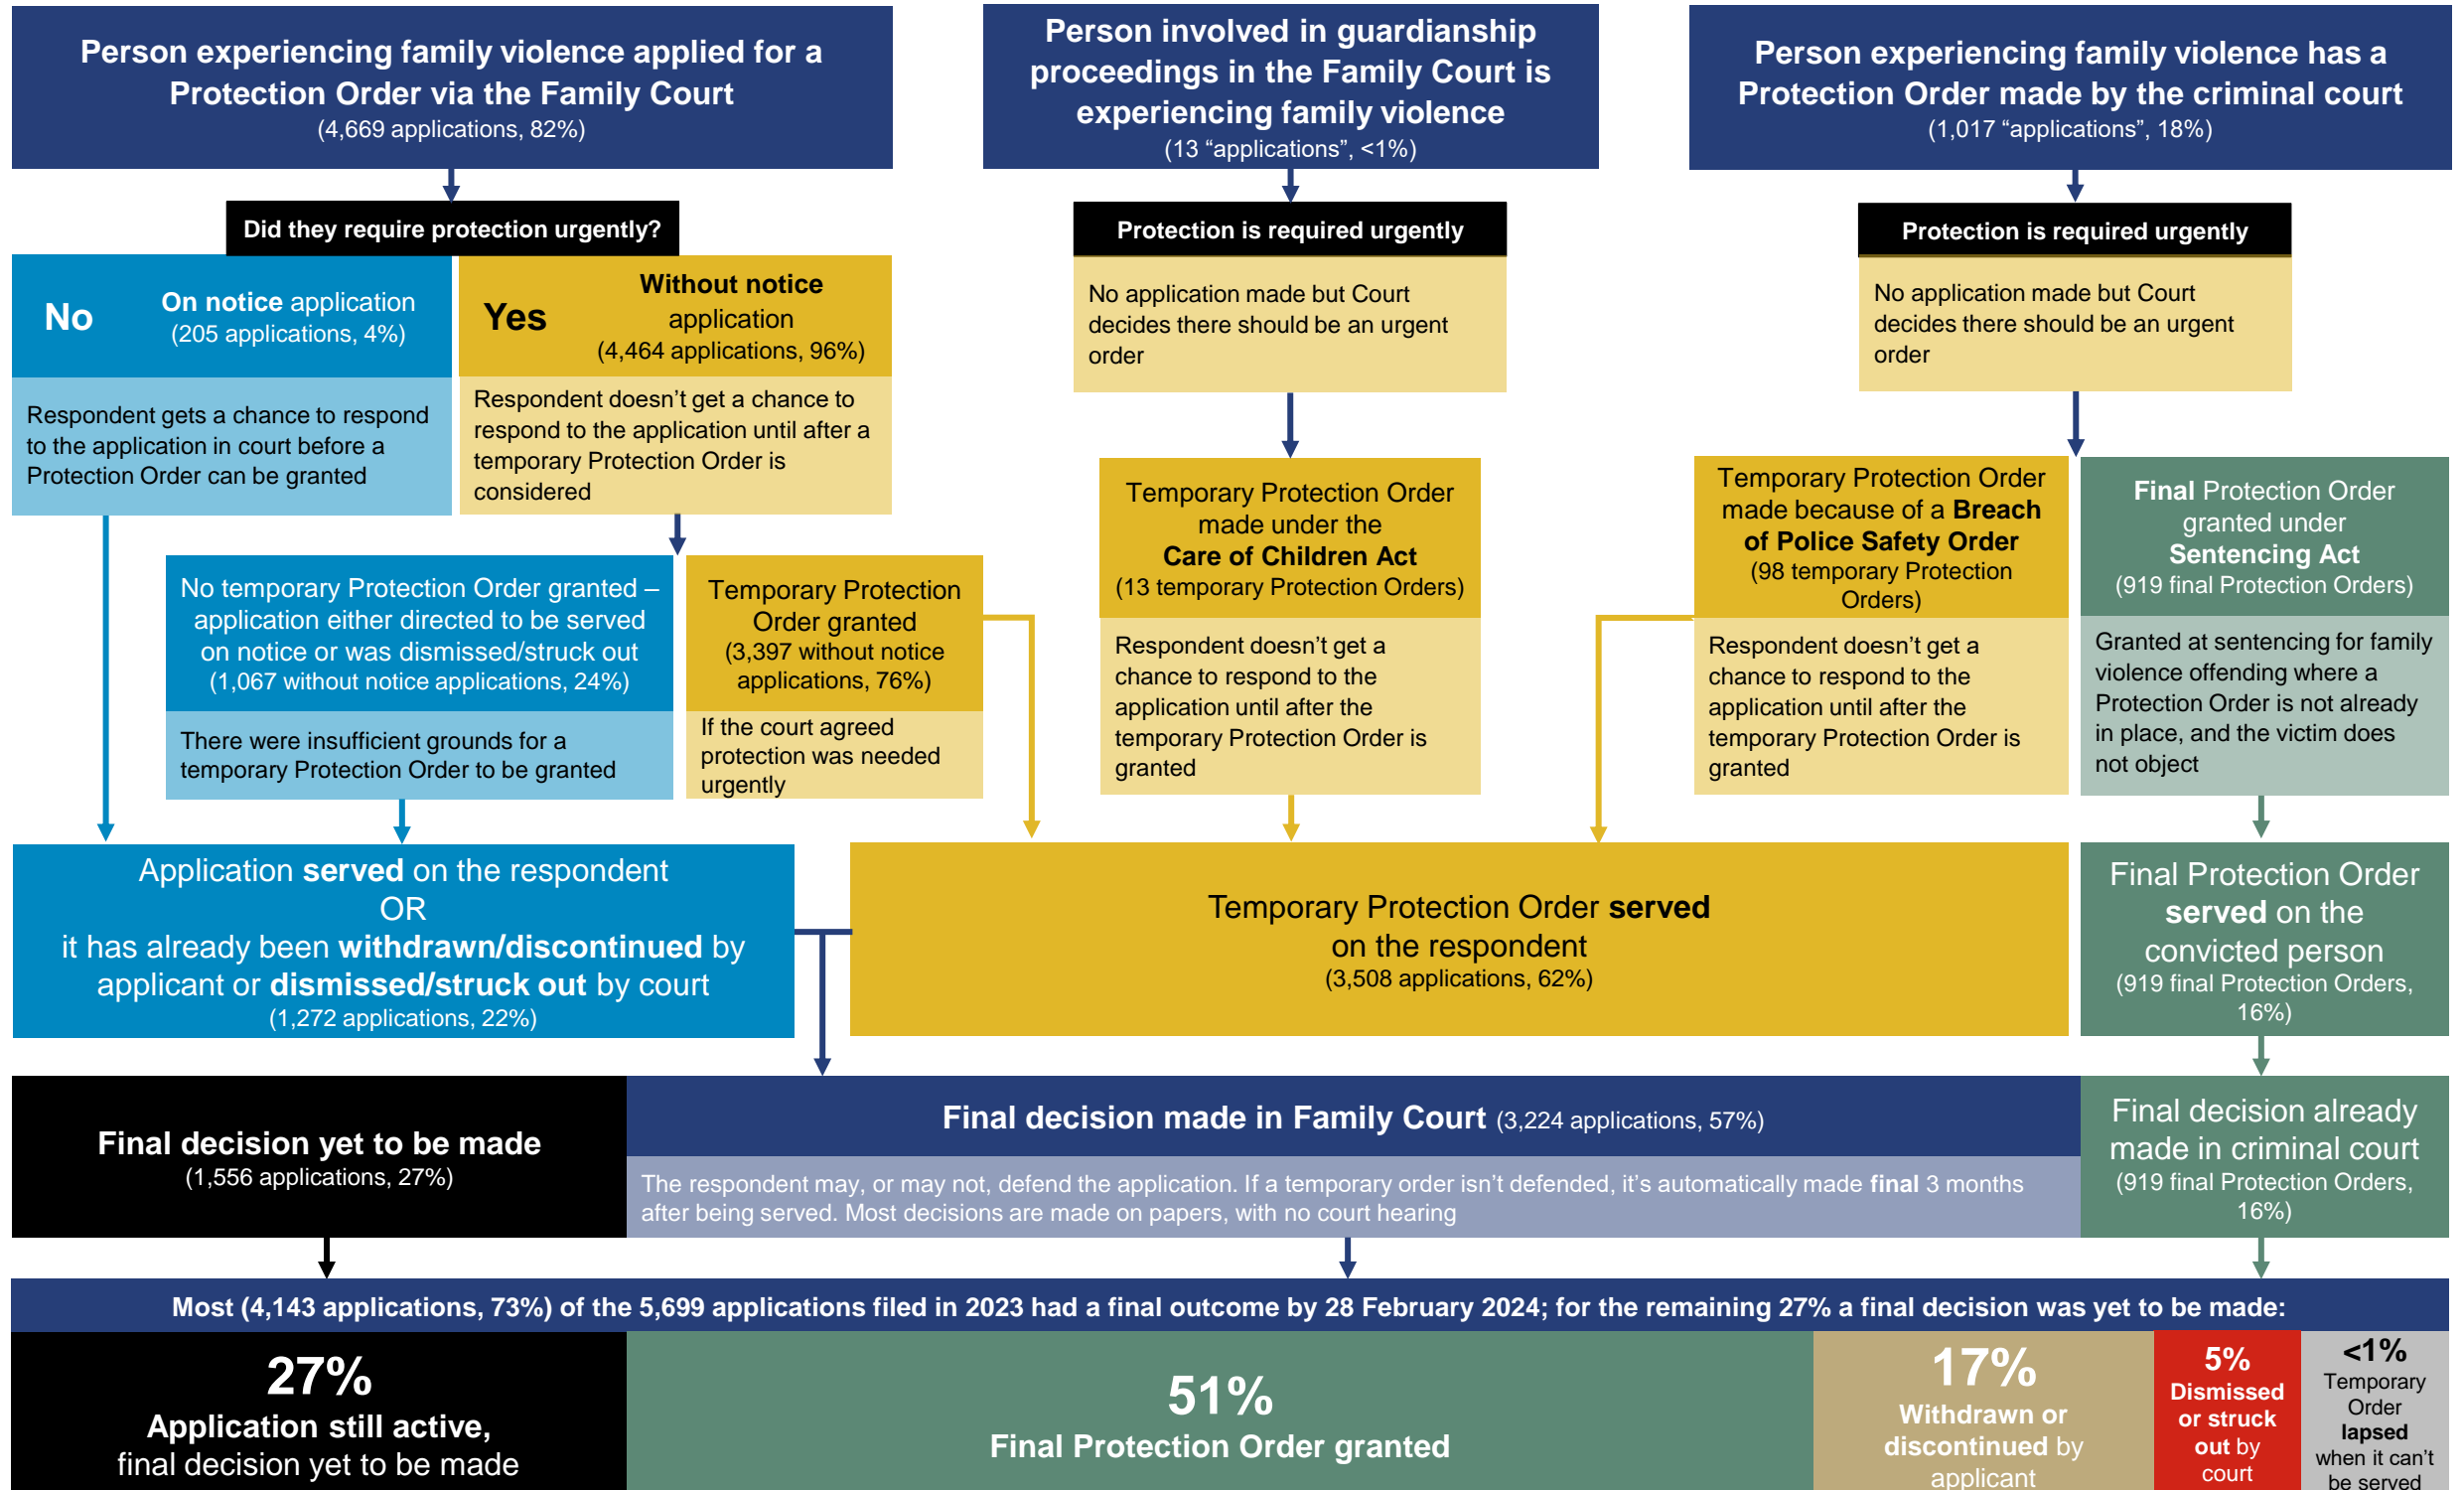 Person experiencing family violence applied for a
Protection Order via the Family Court
(4,669 applications, 82%)
Person involved in guardianship
proceedings in the Family Court is
experiencing family violence
(13 “applications”, <1%)
Person experiencing family violence has a
Protection Order made by the criminal court
(1,017 “applications”, 18%)
Did they require protection urgently?
No
On notice application
(205 applications, 4%)
Respondent gets a chance to respond
to the application in court before a
Protection Order can be granted
Yes
Without notice
application
(4,464 applications, 96%)
Respondent doesn’t get a chance to
respond to the application until after a
temporary Protection Order is
considered
Protection is required urgently
No application made but Court
decides there should be an urgent
order
Protection is required urgently
No application made but Court
decides there should be an urgent
order
No temporary Protection Order granted –
application either directed to be served
on notice or was dismissed/struck out
(1,067 without notice applications, 24%)
There were insufficient grounds for a
temporary Protection Order to be granted
Temporary Protection
Order granted
(3,397 without notice
applications, 76%)
If the court agreed
protection was needed
urgently
Temporary Protection Order
made under the
Care of Children Act
(13 temporary Protection Orders)
Respondent doesn’t get a
chance to respond to the
application until after the
temporary Protection Order is
granted
Temporary Protection Order
made because of a Breach
of Police Safety Order
(98 temporary Protection
Orders)
Respondent doesn’t get a
chance to respond to the
application until after the
temporary Protection Order is
granted
Final Protection Order
granted under
Sentencing Act
(919 final Protection Orders)
Granted at sentencing for family
violence offending where a
Protection Order is not already
in place, and the victim does
not object
Application served on the respondent
OR
it has already been withdrawn/discontinued by
applicant or dismissed/struck out by court
(1,272 applications, 22%)
Temporary Protection Order served
on the respondent
(3,508 applications, 62%)
Final Protection Order
served on the
convicted person
(919 final Protection Orders,
16%)
Final decision yet to be made
(1,556 applications, 27%)
Final decision made in Family Court (3,224 applications, 57%)
The respondent may, or may not, defend the application. If a temporary order isn’t defended, it’s automatically made final 3 months
after being served. Most decisions are made on papers, with no court hearing
Final decision already
made in criminal court
(919 final Protection Orders,
16%)
Most (4,143 applications, 73%) of the 5,699 applications filed in 2023 had a final outcome by 28 February 2024; for the remaining 27% a final decision was yet to be made:
27%
Application still active,
final decision yet to be made
51%
Final Protection Order granted
17%
Withdrawn or
discontinued by
applicant
5%
Dismissed
or struck
out by
court
<1%
Temporary
Order
lapsed
when it can’t
be served